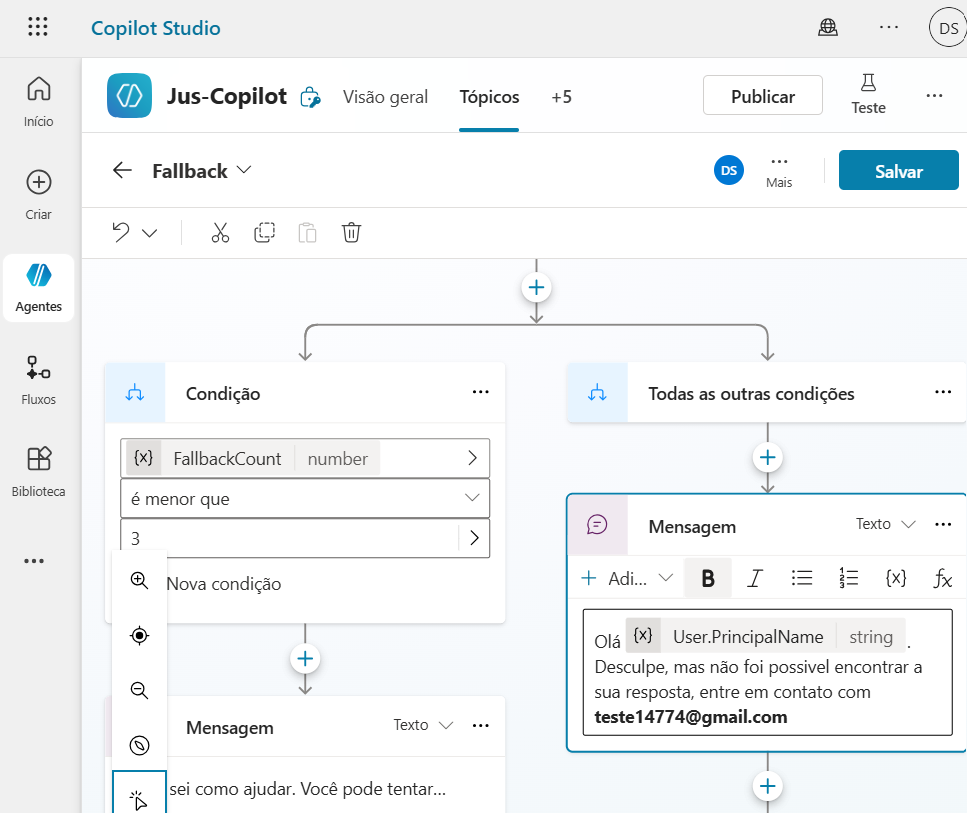 Copilot Studio
DS
Início
Criar
Agentes
Fluxos
Biblioteca
Jus-Copilot
Visão geral
Tópicos
+5
Publicar
Teste
Fallback
DS
Mais
Salvar
Condição
{x} FallbackCount number
é menor que
3
Nova condição
Mensagem
Texto
sei como ajudar. Você pode tentar...
Todas as outras condições
Mensagem
Texto
Adi...
B I {x} fx
Olá {x} User.PrincipalName string .
Desculpe, mas não foi possivel encontrar a
sua resposta, entre em contato com
teste14774@gmail.com